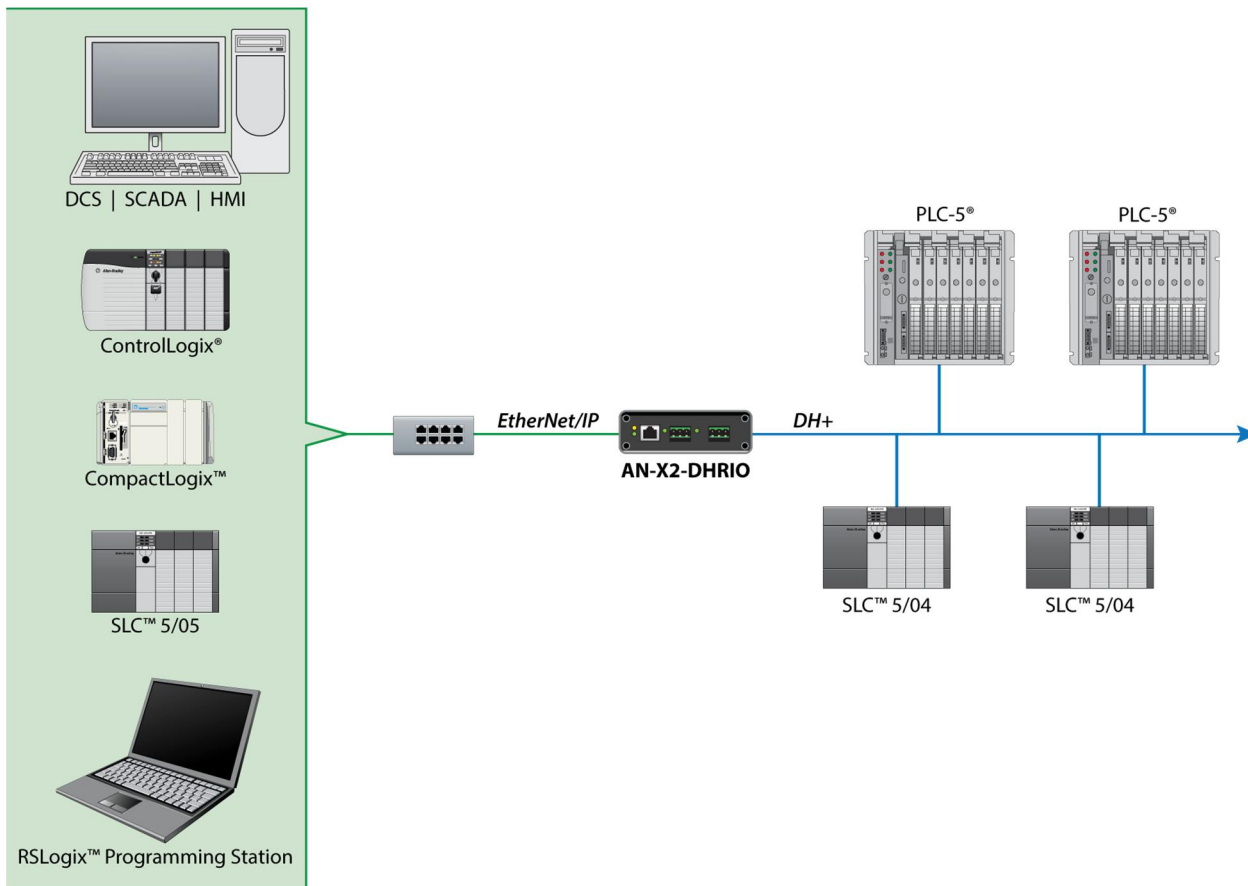 DCS | SCADA | HMI
ControlLogix®
CompactLogix™
SLC™ 5/05
RSLogix™ Programming Station
EtherNet/IP
AN-X2-DHRIO
DH+
PLC-5®
PLC-5®
SLC™ 5/04
SLC™ 5/04